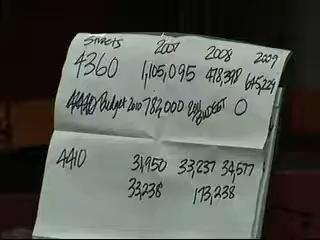 Streets 2007 2008 2009
4360 1,105,095 478,398 645,229
4440 Budget 2010 782,000 2011 BUDGET 0
4410 31,950 33,237 34,577
33,238 173,238